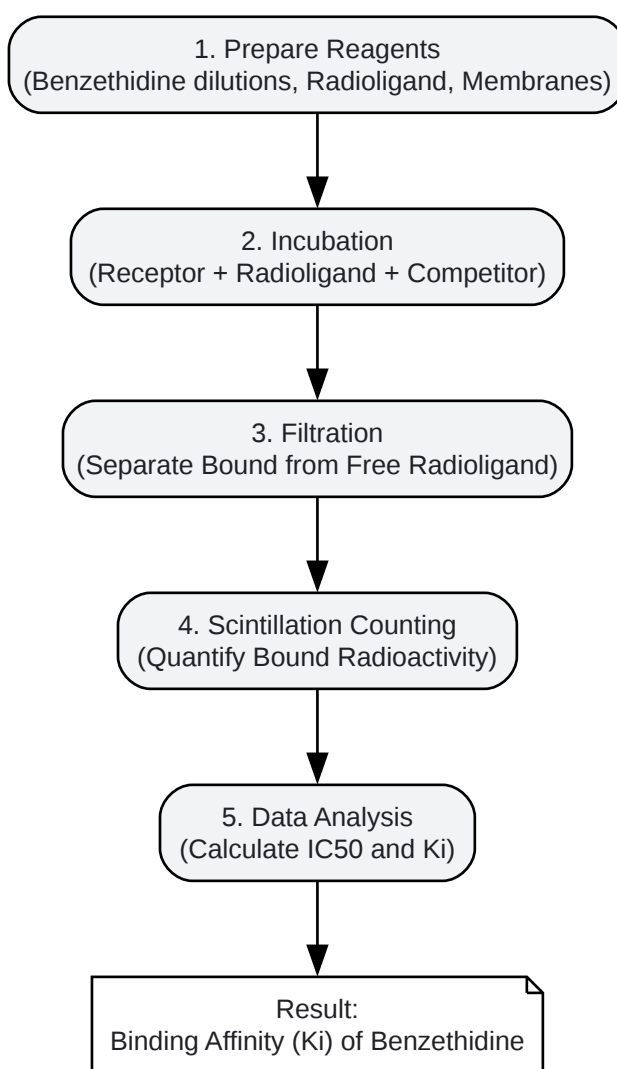 1. Prepare Reagents
(Benzethidine dilutions, Radioligand, Membranes)
2. Incubation
(Receptor + Radioligand + Competitor)
3. Filtration
(Separate Bound from Free Radioligand)
4. Scintillation Counting
(Quantify Bound Radioactivity)
5. Data Analysis
(Calculate IC50 and Ki)
Result:
Binding Affinity (Ki) of Benzethidine